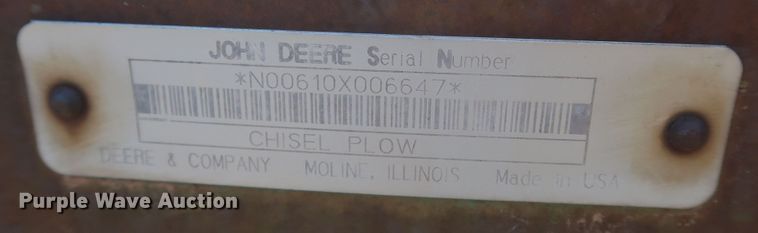 JOHN DEERE Serial Number
*N00610X006647*
CHISEL PLOW
DEERE & COMPANY MOLINE, ILLINOIS Made in USA
Purple Wave Auction